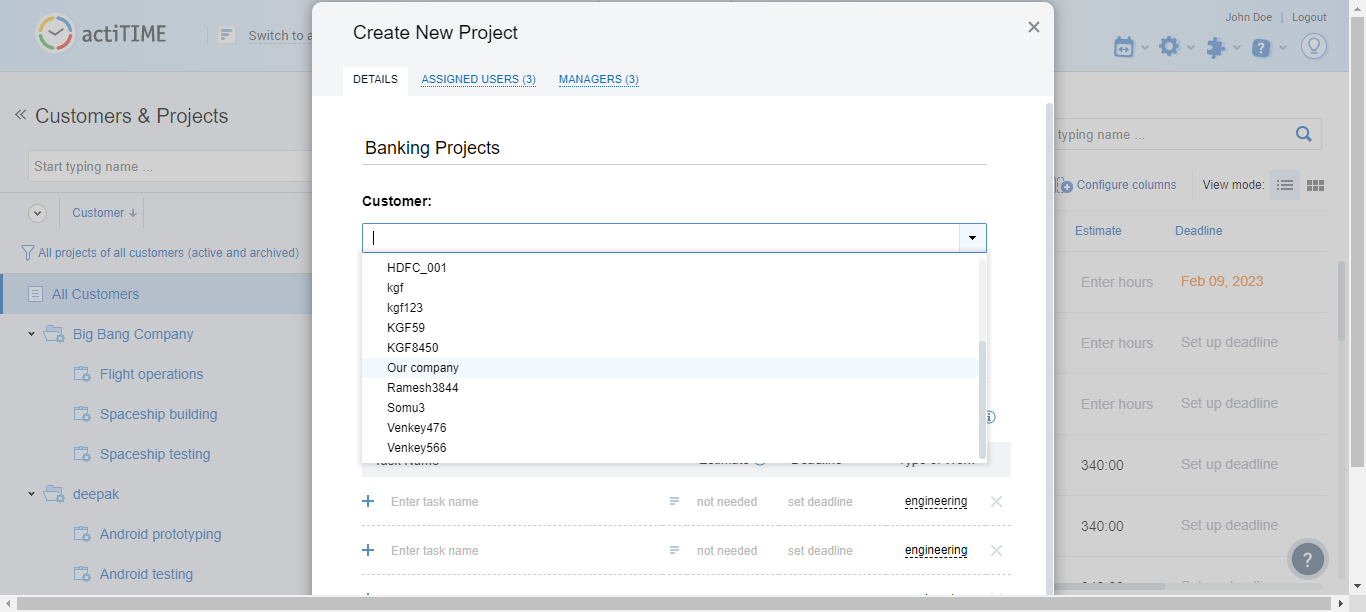 actiTIME
Switch to a
John Doe | Logout
Create New Project
DETAILS
ASSIGNED USERS (3)
MANAGERS (3)
Customers & Projects
Start typing name ...
Customer
All projects of all customers (active and archived)
All Customers
Big Bang Company
Flight operations
Spaceship building
Spaceship testing
deepak
Android prototyping
Android testing
Banking Projects
Customer:
HDFC_001
kgf
kgf123
KGF59
KGF8450
Our company
Ramesh3844
Somu3
Venkey476
Venkey566
Task Name Estimate Deadline Type of Work
Enter task name not needed set deadline engineering
Enter task name not needed set deadline engineering
typing name ...
Configure columns
View mode:
Estimate Deadline
Enter hours Feb 09, 2023
Enter hours Set up deadline
Enter hours Set up deadline
340:00 Set up deadline
340:00 Set up deadline
?